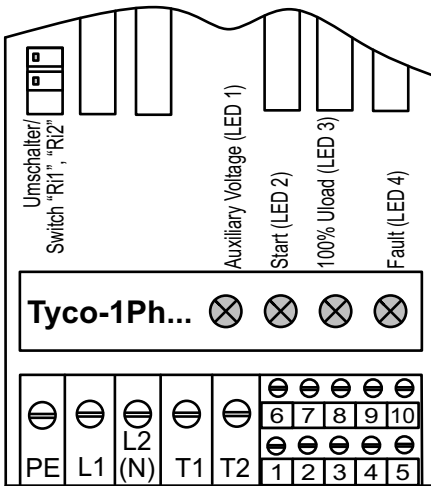 Umschalter/
Switch "Ri1", "Ri2"
Auxiliary Voltage (LED 1)
Start (LED 2)
100% Uload (LED 3)
Fault (LED 4)
Tyco-1Ph...
6 7 8 9 10
PE L1 L2 (N) T1 T2
1 2 3 4 5